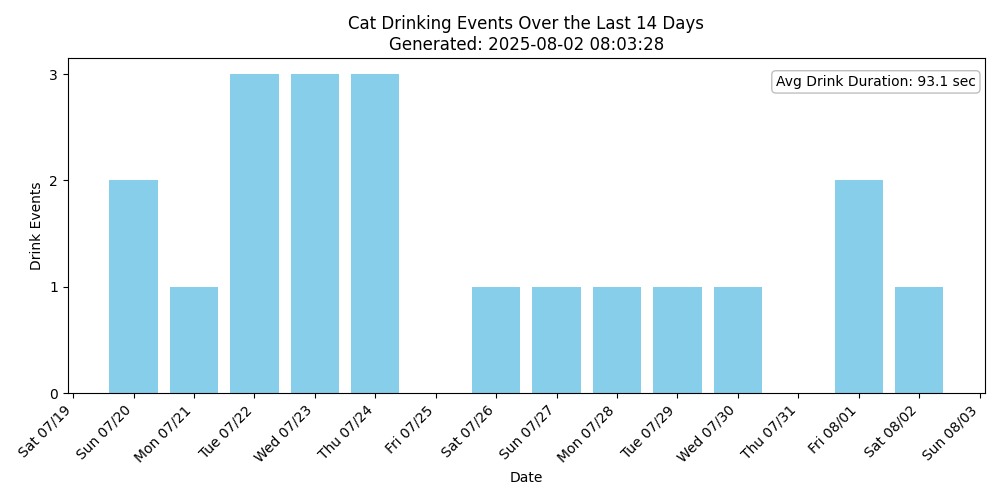 Cat Drinking Events Over the Last 14 Days
Generated: 2025-08-02 08:03:28
Avg Drink Duration: 93.1 sec
Drink Events
3
2
1
0
Sat 07/19
Sun 07/20
Mon 07/21
Tue 07/22
Wed 07/23
Thu 07/24
Fri 07/25
Sat 07/26
Sun 07/27
Mon 07/28
Tue 07/29
Wed 07/30
Thu 07/31
Fri 08/01
Sat 08/02
Sun 08/03
Date